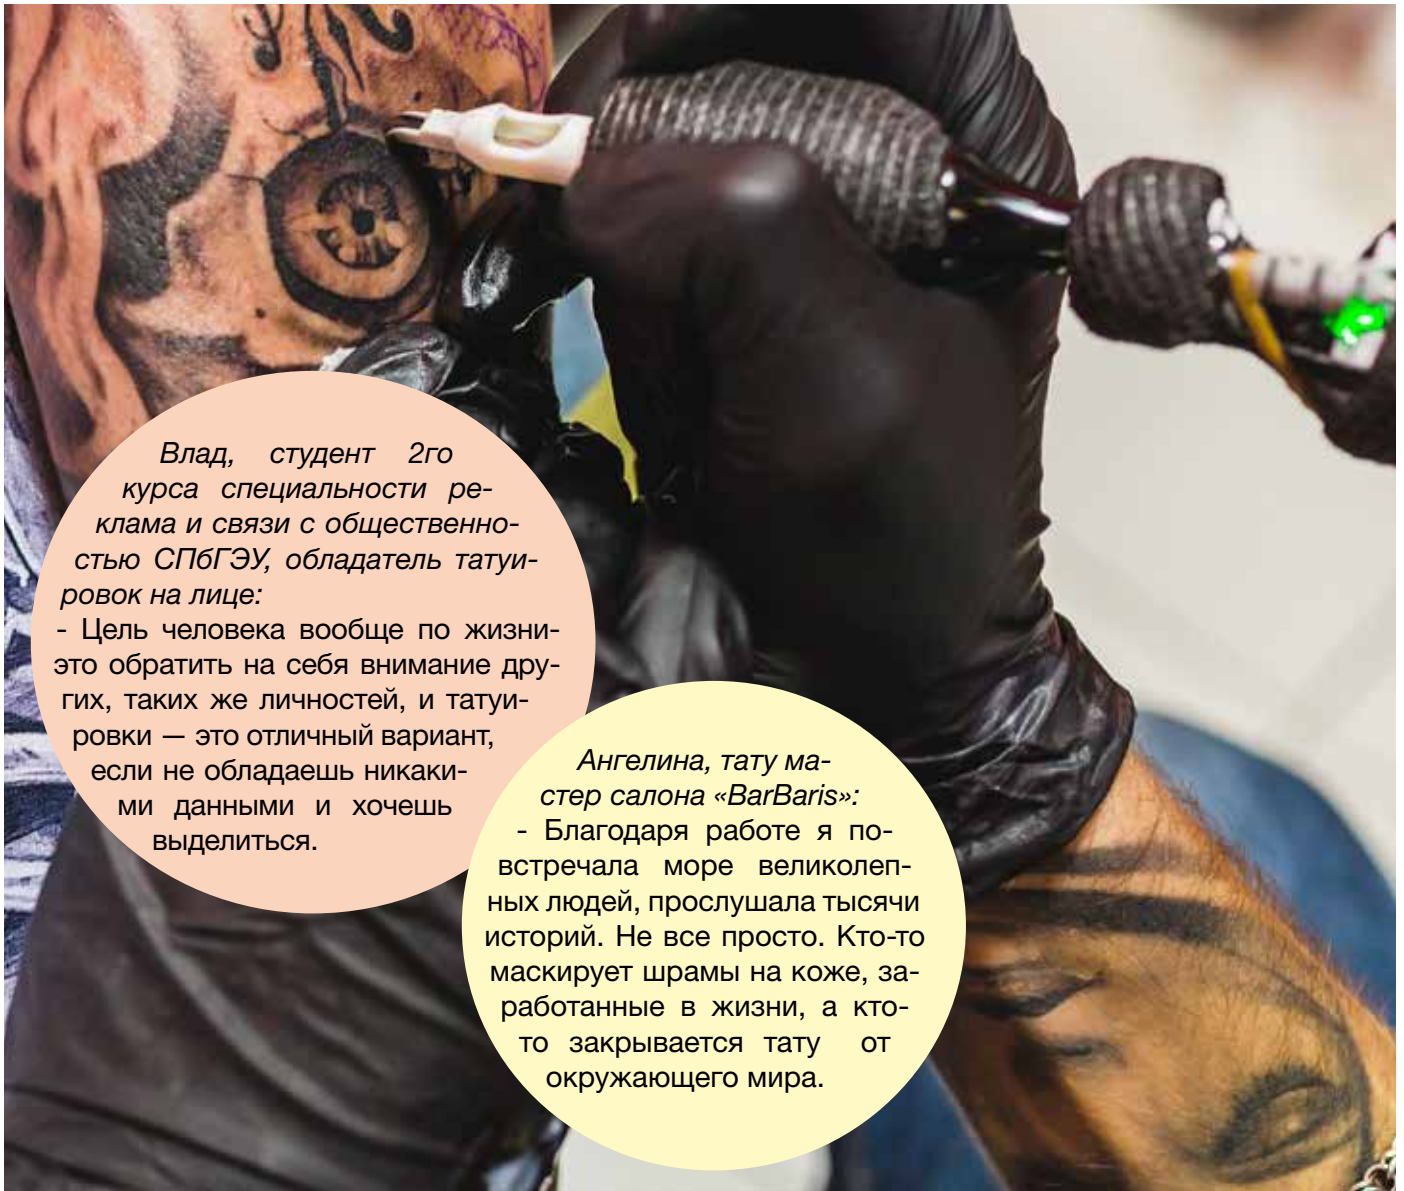 Влад, студент 2го
курса специальности ре-
клама и связи с общественно-
стью СПбГЭУ, обладатель татуи-
ровок на лице:
- Цель человека вообще по жизни-
это обратить на себя внимание дру-
гих, таких же личностей, и татуи-
ровки — это отличный вариант,
если не обладаешь никаки-
ми данными и хочешь
выделиться.
Ангелина, тату ма-
стер салона «BarBaris»:
- Благодаря работе я по-
встречала море великолеп-
ных людей, прослушала тысячи
историй. Не все просто. Кто-то
маскирует шрамы на коже, за-
работанные в жизни, а кто-
то закрывается тату от
окружающего мира.